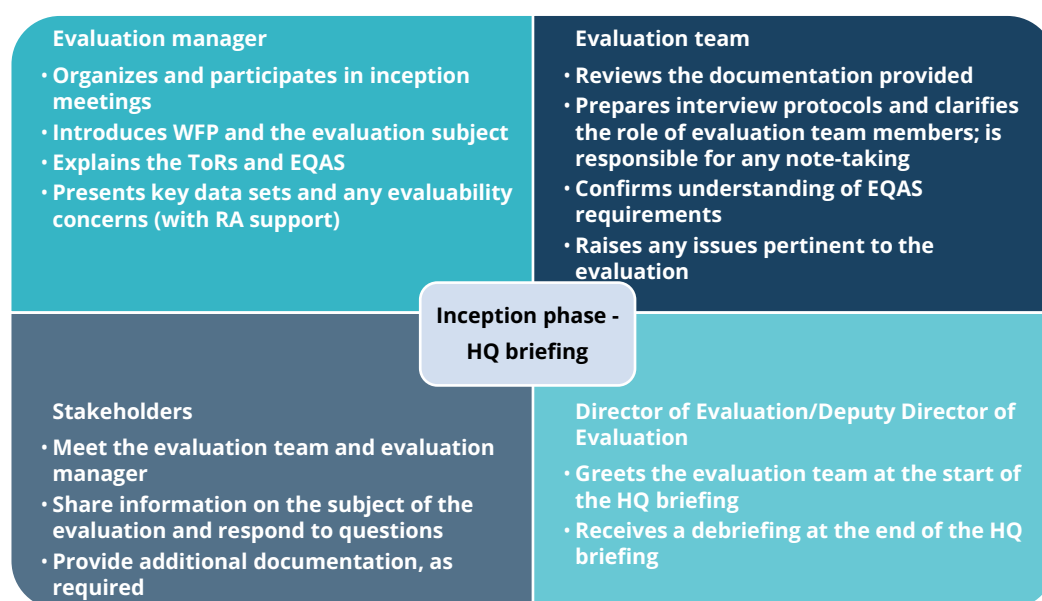 Evaluation manager
• Organizes and participates in inception
meetings
• Introduces WFP and the evaluation subject
• Explains the ToRs and EQAS
• Presents key data sets and any evaluability
concerns (with RA support)
Evaluation team
• Reviews the documentation provided
• Prepares interview protocols and clarifies
the role of evaluation team members; is
responsible for any note-taking
• Confirms understanding of EQAS
requirements
• Raises any issues pertinent to the
evaluation
Inception phase -
HQ briefing
Stakeholders
• Meet the evaluation team and evaluation
manager
• Share information on the subject of the
evaluation and respond to questions
• Provide additional documentation, as
required
Director of Evaluation/Deputy Director of
Evaluation
• Greets the evaluation team at the start of
the HQ briefing
• Receives a debriefing at the end of the HQ
briefing